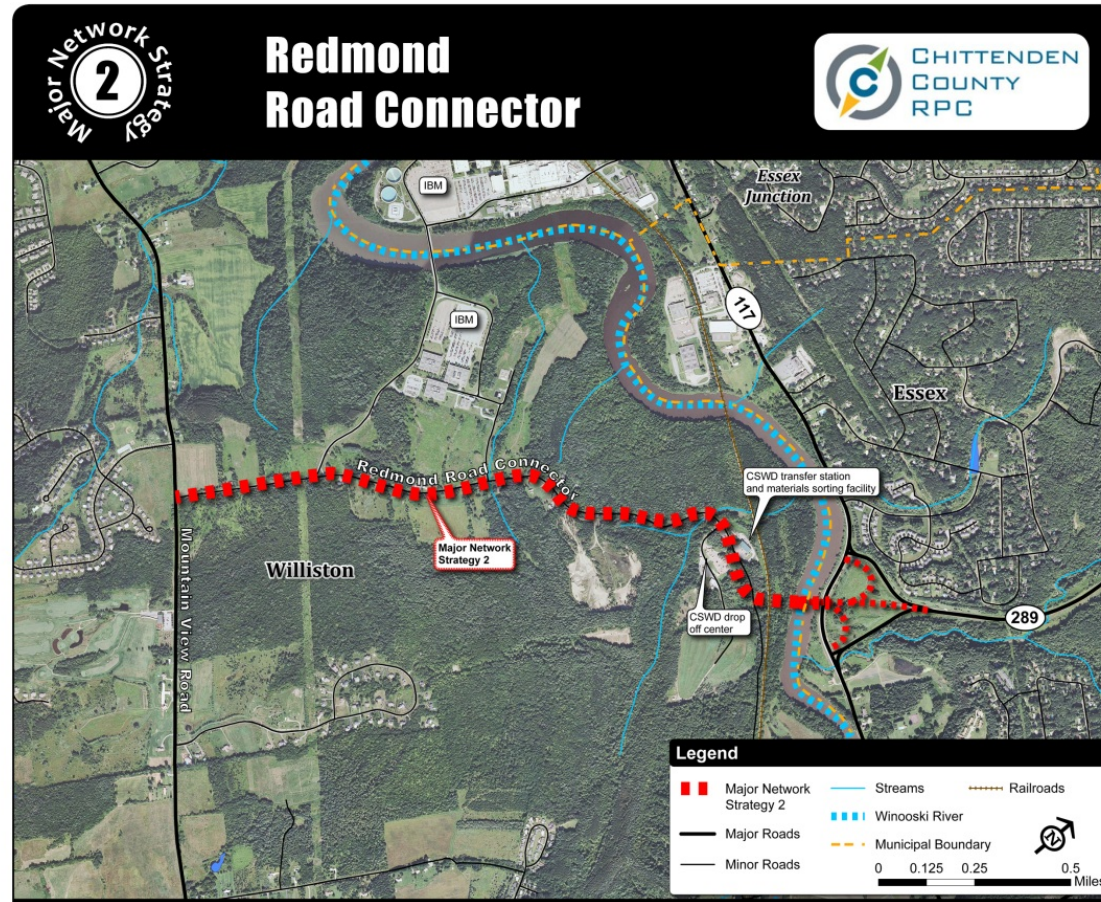 Major Network Strategy
2
Redmond
Road Connector
C
CHITTENDEN
COUNTY
RPC
IBM
Essex
Junction
IBM
117
Essex
Redmond Road Connector
CSWD transfer station
and materials sorting facility
Major Network
Strategy 2
Williston
Mountain View Road
CSWD drop
off center
289
Legend
Major Network
Strategy 2
Major Roads
Minor Roads
Streams
Winooski River
Municipal Boundary
Railroads
N
0 0.125 0.25 0.5
Miles